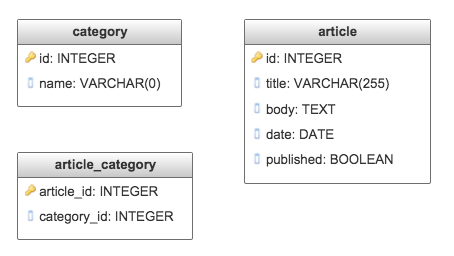 category
id: INTEGER
name: VARCHAR(0)
article
id: INTEGER
title: VARCHAR(255)
body: TEXT
date: DATE
published: BOOLEAN
article_category
article_id: INTEGER
category_id: INTEGER